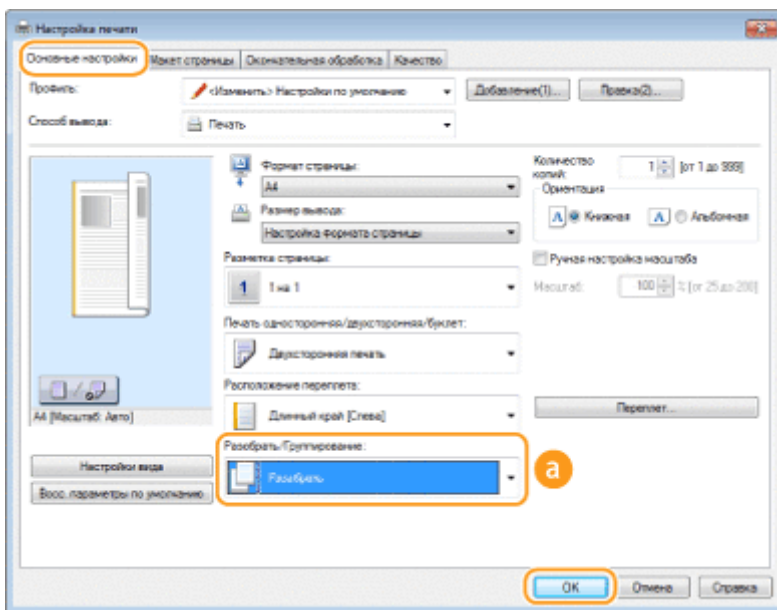 Настройка печати
Основные настройки Макет страницы Окончательная обработка Качество
Профиль: <Изменить> Настройки по умолчанию Добавление(1)... Правка(2)...
Способ вывода: Печать
Формат страницы:
A4
Размер вывода:
Настройка формата страницы
Количество копий: 1 [от 1 до 999]
Ориентация
A Книжная A Альбомная
Разметка страницы:
1 1 на 1
Ручная настройка масштаба
Масштаб: 100 % [от 25 до 200]
Печать односторонняя/двухсторонняя/буклет:
Двухсторонняя печать
A4 [Масштаб: Авто]
Расположение переплета:
Длинный край [Слева]
Переплет...
Разобрать/Группирование:
Разобрать
a
Настройки вида
Восс. параметры по умолчанию
OK Отмена Справка